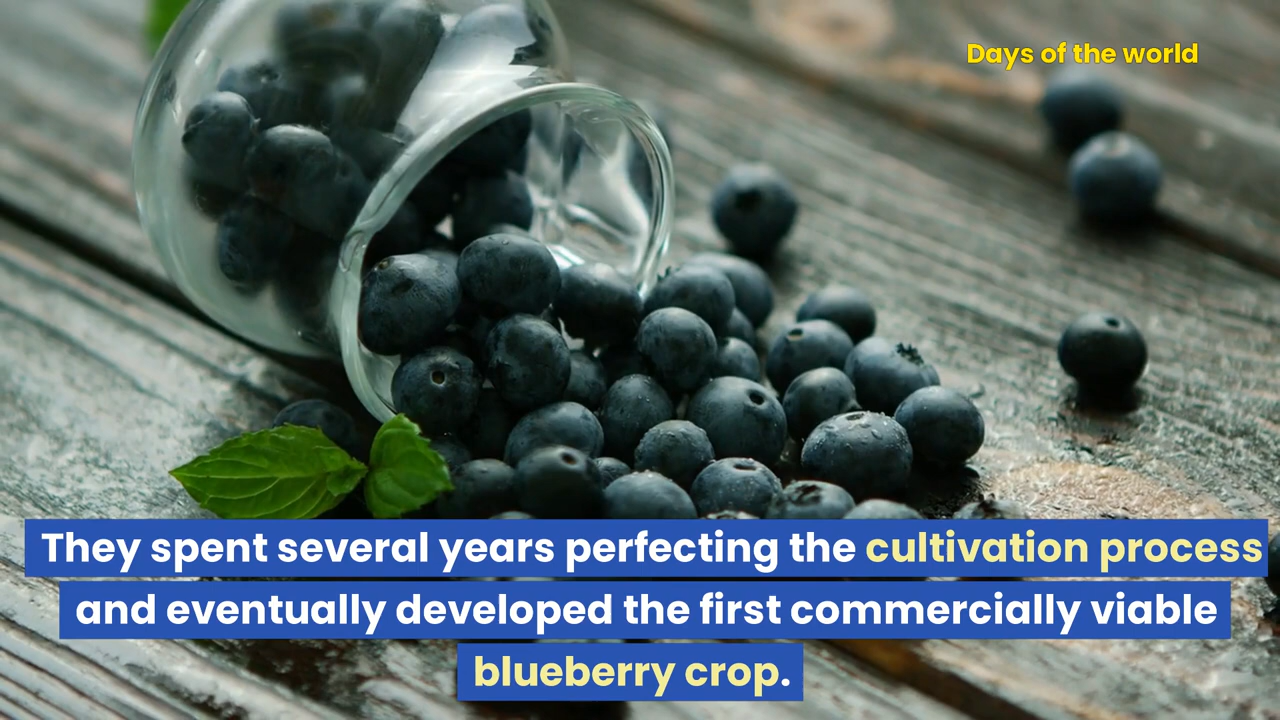 Days of the world
They spent several years perfecting the cultivation process
and eventually developed the first commercially viable
blueberry crop.